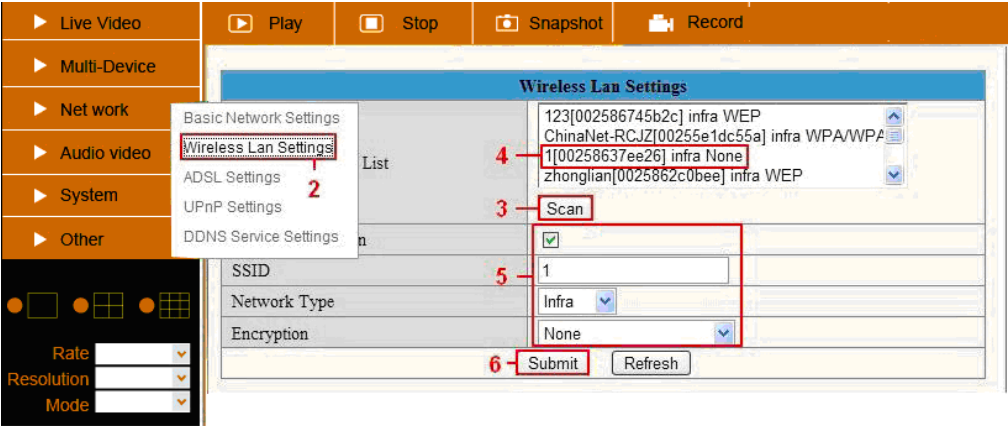 Live Video
Multi-Device
Net work
Audio video
System
Other
Rate
Resolution
Mode
Play Stop Snapshot Record
Basic Network Settings
Wireless Lan Settings
2
ADSL Settings
UPnP Settings
DDNS Service Settings
Wireless Lan Settings
List
123[002586745b2c] infra WEP
ChinaNet-RCJZ[00255e1dc55a] infra WPA/WPA
4 1[00258637ee26] infra None
zhonglian[0025862c0bee] infra WEP
3 Scan
n
SSID 5 1
Network Type Infra
Encryption None
6 Submit Refresh